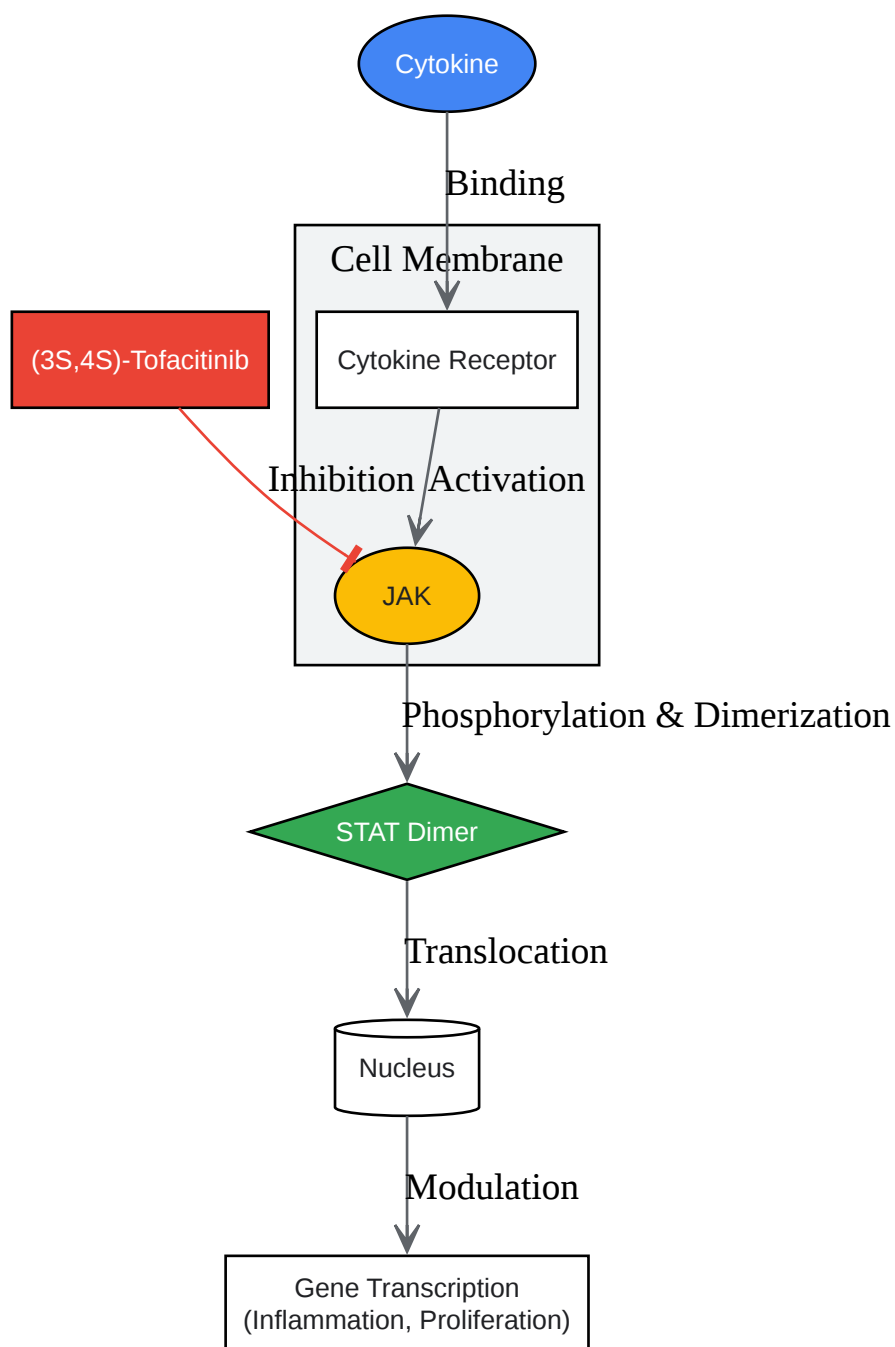 Cytokine
Binding
Cell Membrane
(3S,4S)-Tofacitinib
Cytokine Receptor
Inhibition
Activation
JAK
Phosphorylation & Dimerization
STAT Dimer
Translocation
Nucleus
Modulation
Gene Transcription
(Inflammation, Proliferation)